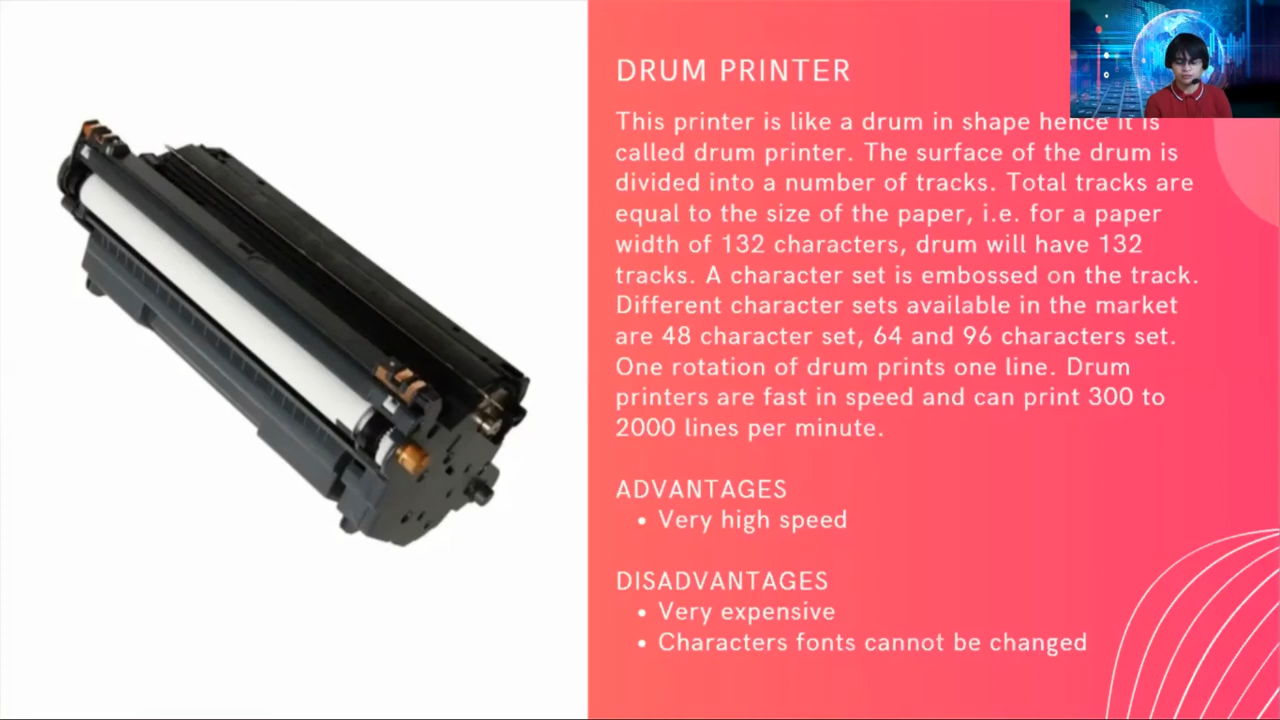 DRUM PRINTER
This printer is like a drum in shape hence it is
called drum printer. The surface of the drum is
divided into a number of tracks. Total tracks are
equal to the size of the paper, i.e. for a paper
width of 132 characters, drum will have 132
tracks. A character set is embossed on the track.
Different character sets available in the market
are 48 character set, 64 and 96 characters set.
One rotation of drum prints one line. Drum
printers are fast in speed and can print 300 to
2000 lines per minute.
ADVANTAGES
• Very high speed
DISADVANTAGES
• Very expensive
• Characters fonts cannot be changed